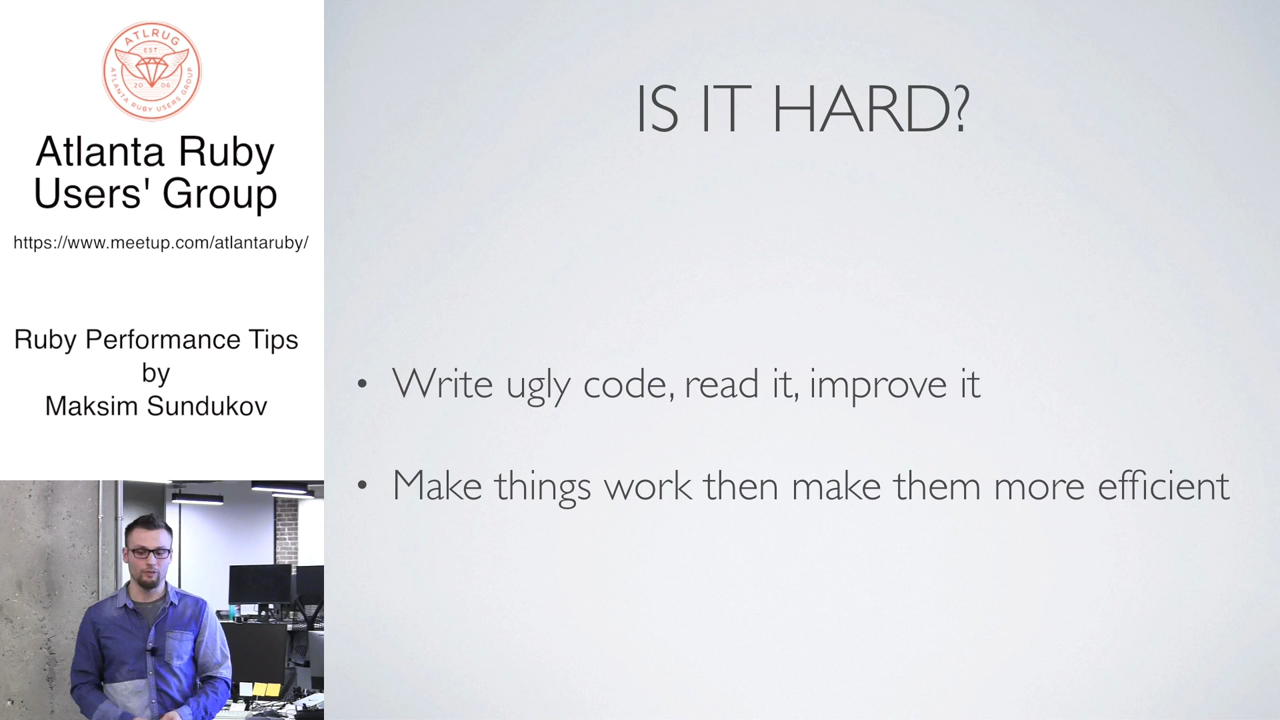 ATLRUG
EST
20 06
ATLANTA RUBY USERS GROUP
Atlanta Ruby
Users' Group
https://www.meetup.com/atlantaruby/
Ruby Performance Tips
by
Maksim Sundukov
IS IT HARD?
• Write ugly code, read it, improve it
• Make things work then make them more efficient